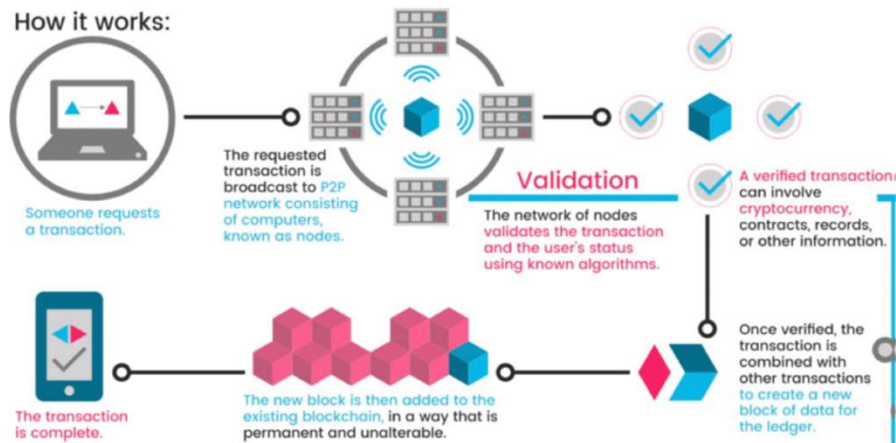 How it works:
Someone requests
a transaction.
The requested
transaction is
broadcast to P2P
network consisting
of computers,
known as nodes.
Validation
The network of nodes
validates the transaction
and the user's status
using known algorithms.
A verified transaction
can involve
cryptocurrency,
contracts, records,
or other information.
Once verified, the
transaction is
combined with
other transactions
to create a new
block of data for
the ledger.
The new block is then added to the
existing blockchain, in a way that is
permanent and unalterable.
The transaction
is complete.